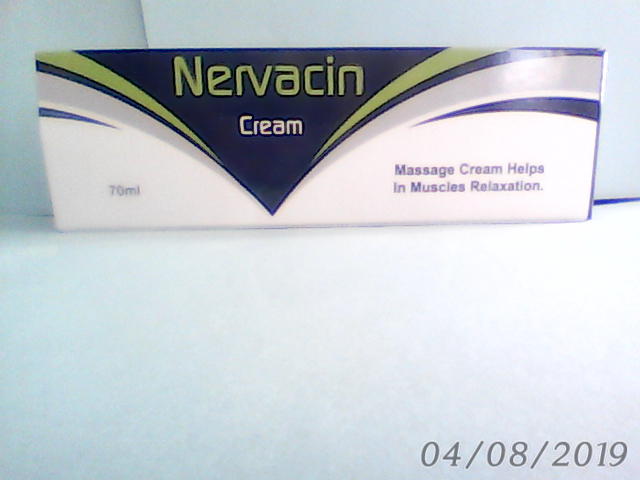 Nervacin
Cream
70ml
Massage Cream Helps
In Muscles Relaxation.
04/08/2019